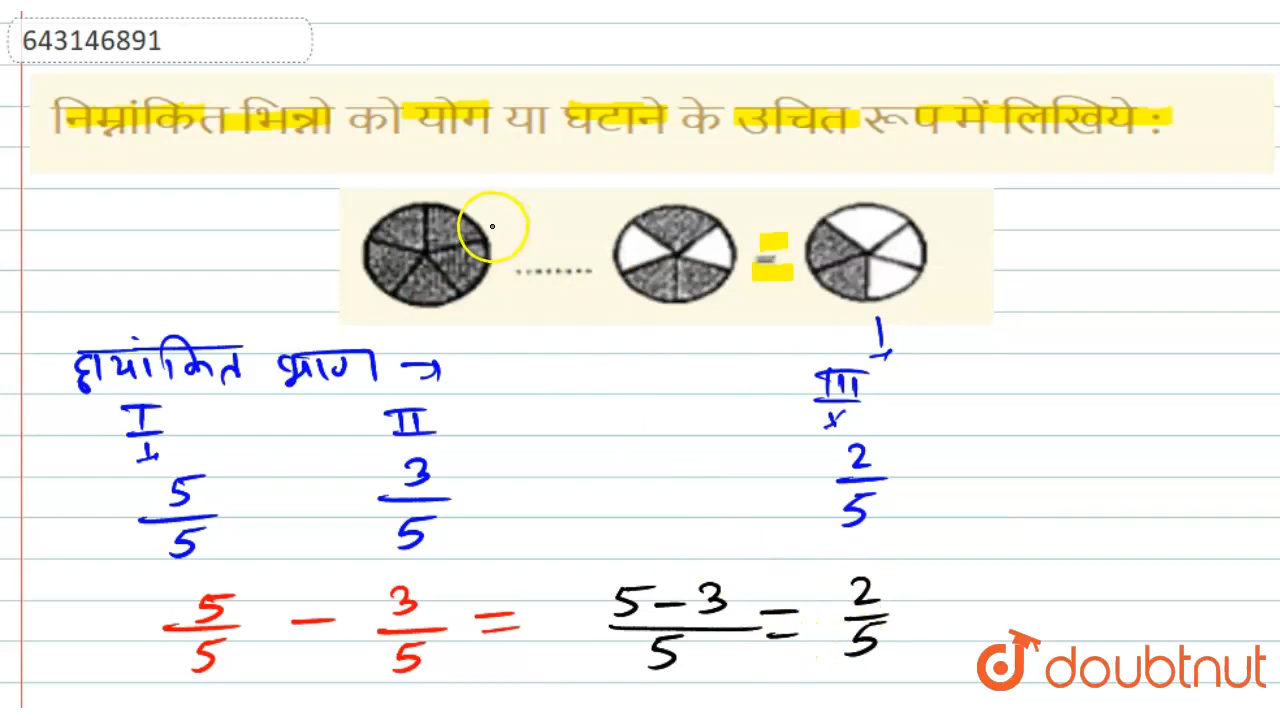 643146891
निम्नांकित भिन्नो को योग या घटाने के उचित रूप में लिखिये :
........ =
छायांकित भाग →
I II III
5/5 3/5 2/5
5/5 - 3/5 = 5-3/5 = 2/5
doubtnut